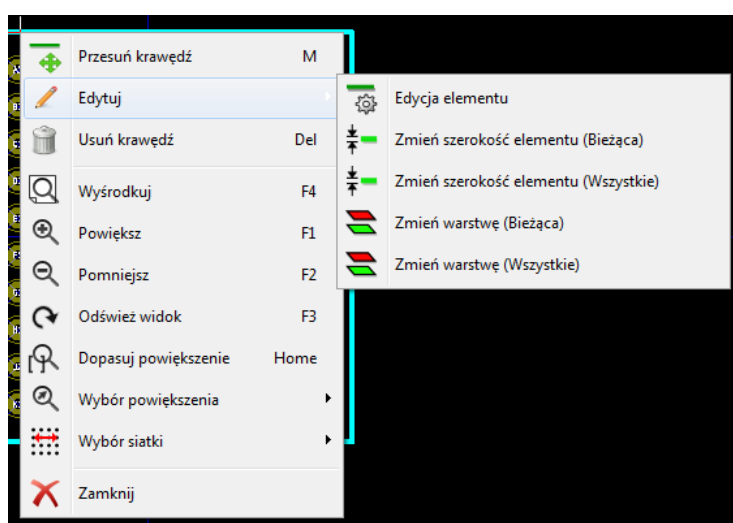 Przesuń krawędź M
Edytuj
Usuń krawędź Del
Wyśrodkuj F4
Powiększ F1
Pomniejsz F2
Odśwież widok F3
Dopasuj powiększenie Home
Wybór powiększenia
Wybór siatki
Zamknij
Edycja elementu
Zmień szerokość elementu (Bieżąca)
Zmień szerokość elementu (Wszystkie)
Zmień warstwę (Bieżąca)
Zmień warstwę (Wszystkie)